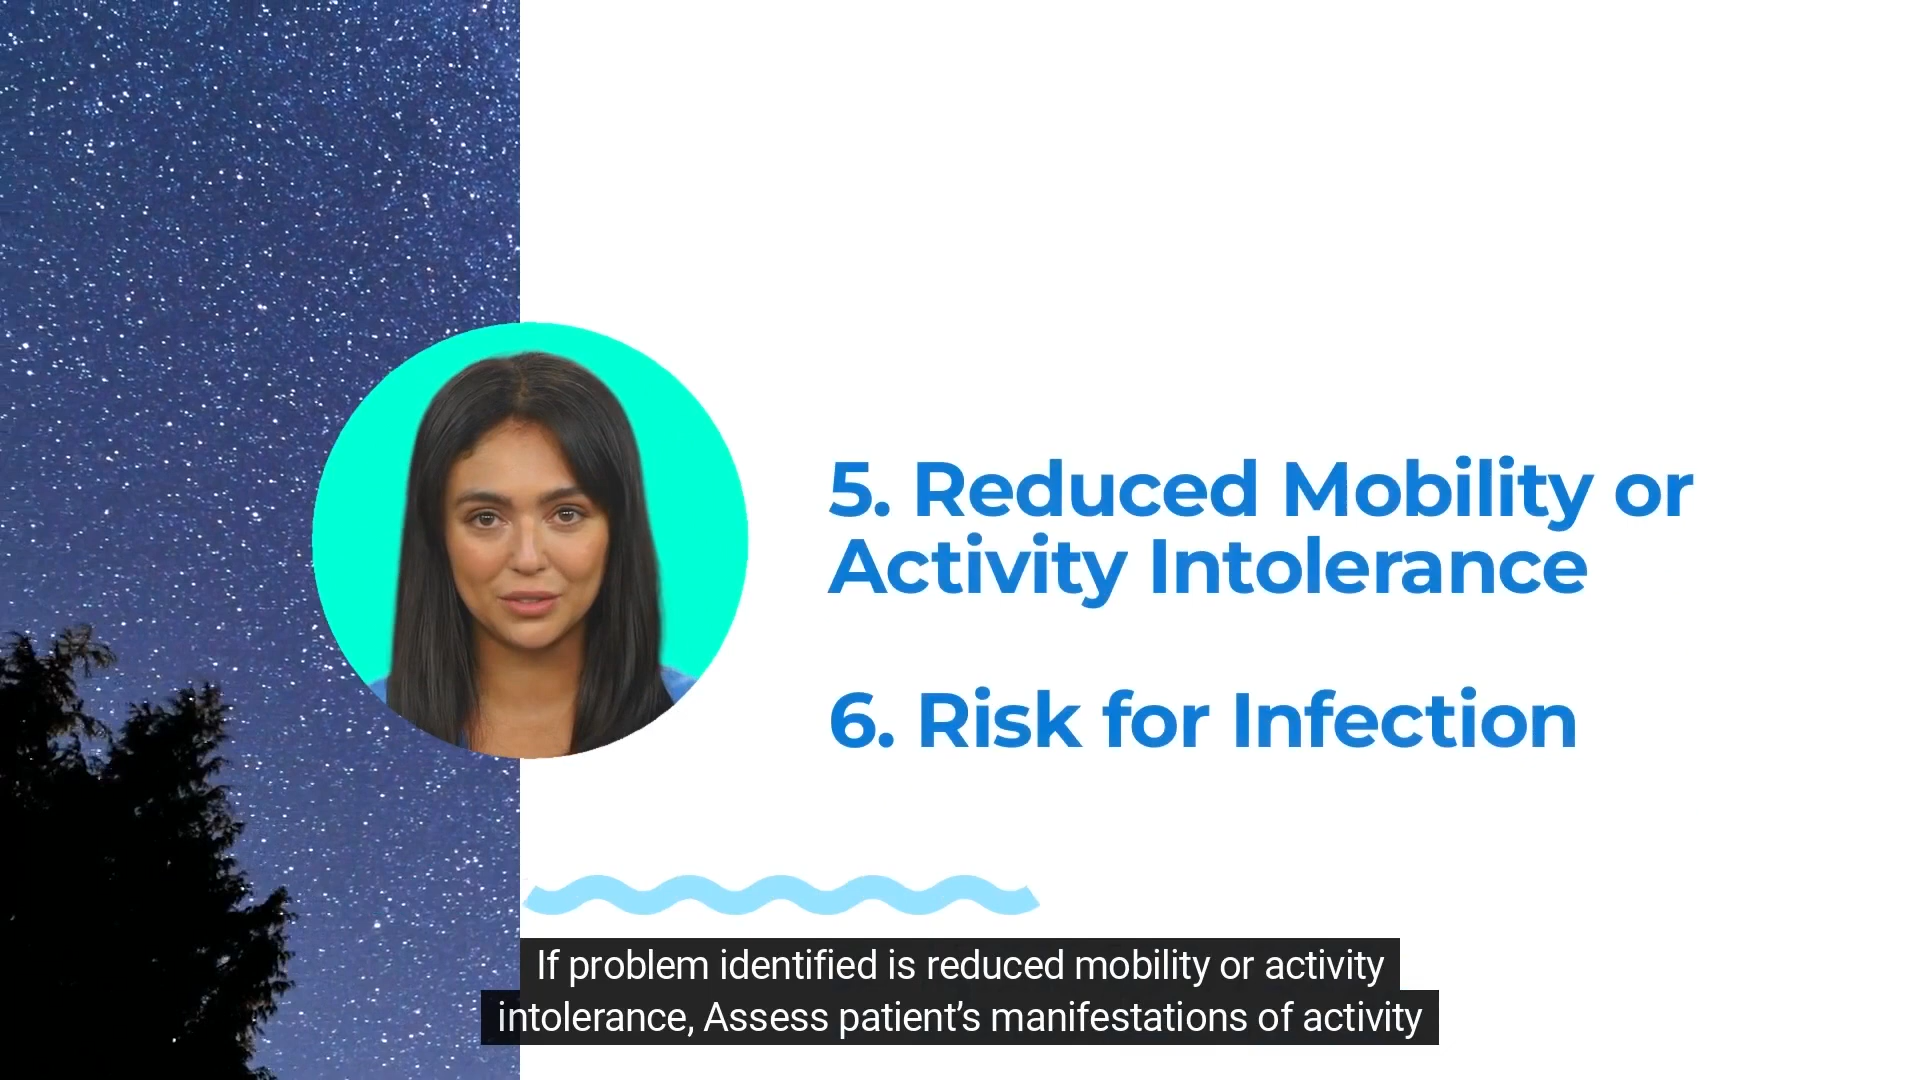 5. Reduced Mobility or
Activity Intolerance
6. Risk for Infection
If problem identified is reduced mobility or activity
intolerance, Assess patient’s manifestations of activity